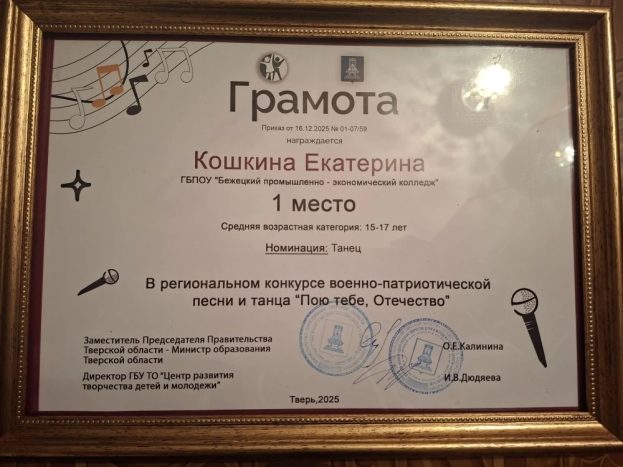 Грамота
Приказ от 16.12.2025 № 01-07/59
награждается
Кошкина Екатерина
ГБПОУ "Бежецкий промышленно - экономический колледж"
1 место
Средняя возрастная категория: 15-17 лет
Номинация: Танец
В региональном конкурсе военно-патриотической
песни и танца "Пою тебе, Отечество"
Заместитель Председателя Правительства
Тверской области - Министр образования
Тверской области
О.Е.Калинина
Директор ГБУ ТО "Центр развития
творчества детей и молодежи"
И.В.Дюдяева
Тверь,2025